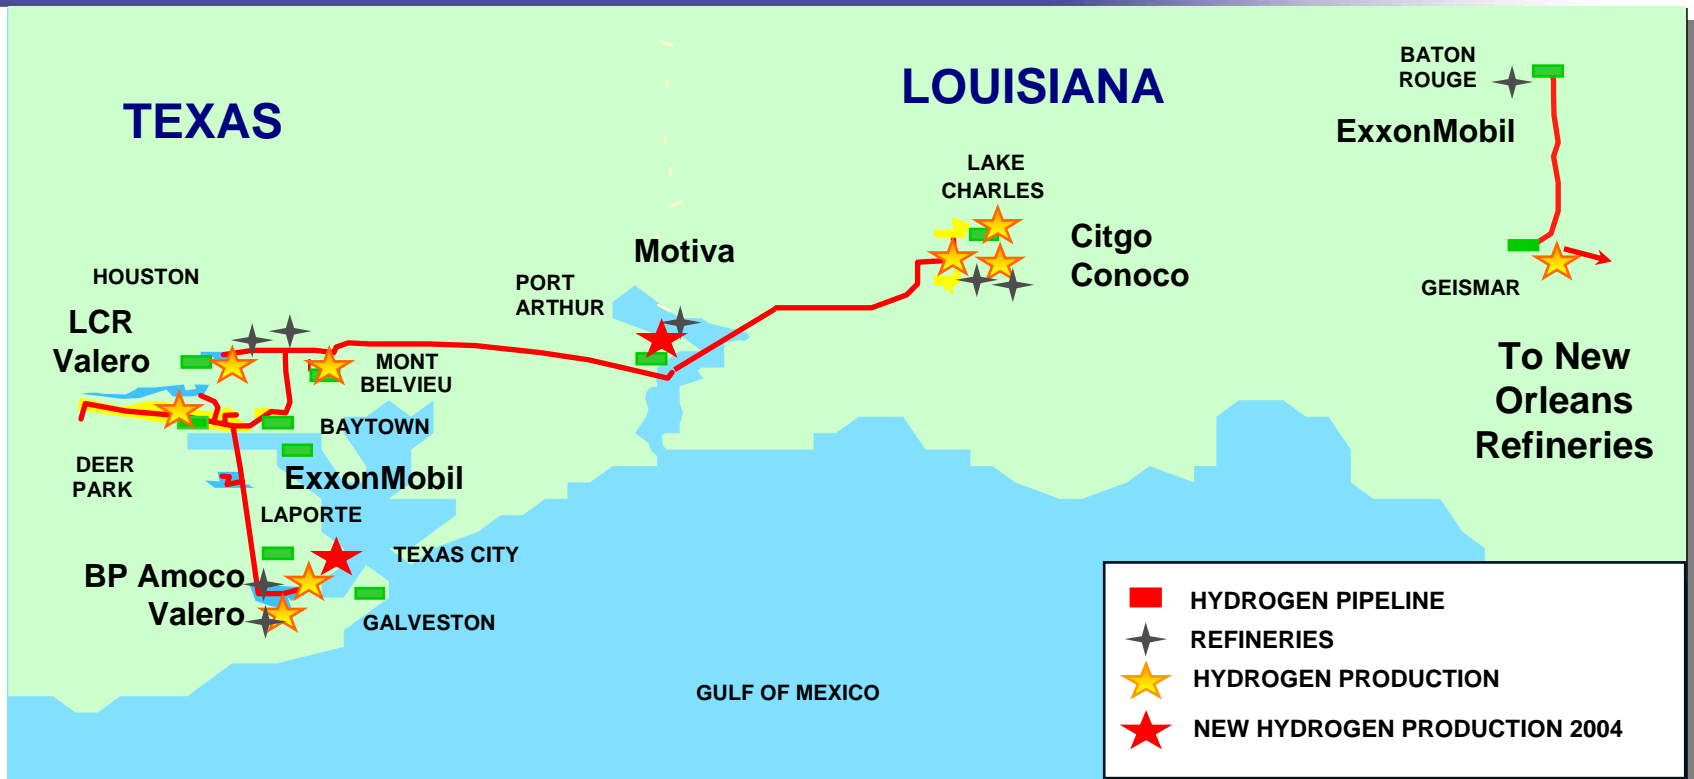 TEXAS
LOUISIANA
BATON
ROUGE
ExxonMobil
LAKE
CHARLES
Citgo
Conoco
Motiva
PORT
ARTHUR
HOUSTON
LCR
Valero
MONT
BELVIEU
BAYTOWN
DEER
PARK
ExxonMobil
LAPORTE
TEXAS CITY
BP Amoco
Valero
GALVESTON
GEISMAR
To New
Orleans
Refineries
GULF OF MEXICO
HYDROGEN PIPELINE
REFINERIES
HYDROGEN PRODUCTION
NEW HYDROGEN PRODUCTION 2004